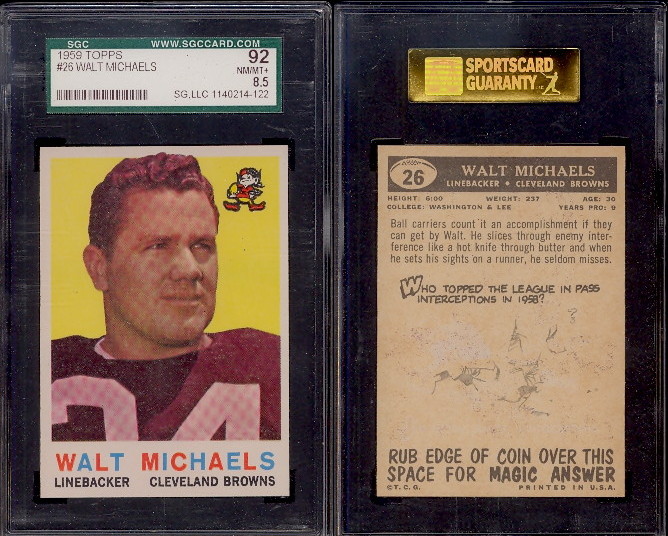 SGC WWW.SGCCARD.COM
1959 TOPPS 92
#26 WALT MICHAELS NM/MT+
8.5
SG,LLC 1140214-122
24
WALT MICHAELS
LINEBACKER CLEVELAND BROWNS
SPORTSCARD
GUARANTY
26
WALT MICHAELS
LINEBACKER • CLEVELAND BROWNS
HEIGHT: 6:00 WEIGHT: 237 AGE: 30
COLLEGE: WASHINGTON & LEE YEARS PRO: 9
Ball carriers count it an accomplishment if they
can get by Walt. He slices through enemy inter-
ference like a hot knife through butter and when
he sets his sights on a runner, he seldom misses.
WHO TOPPED THE LEAGUE IN PASS
INTERCEPTIONS IN 1958?
?
RUB EDGE OF COIN OVER THIS
SPACE FOR MAGIC ANSWER
©T.C.G. PRINTED IN U.S.A.